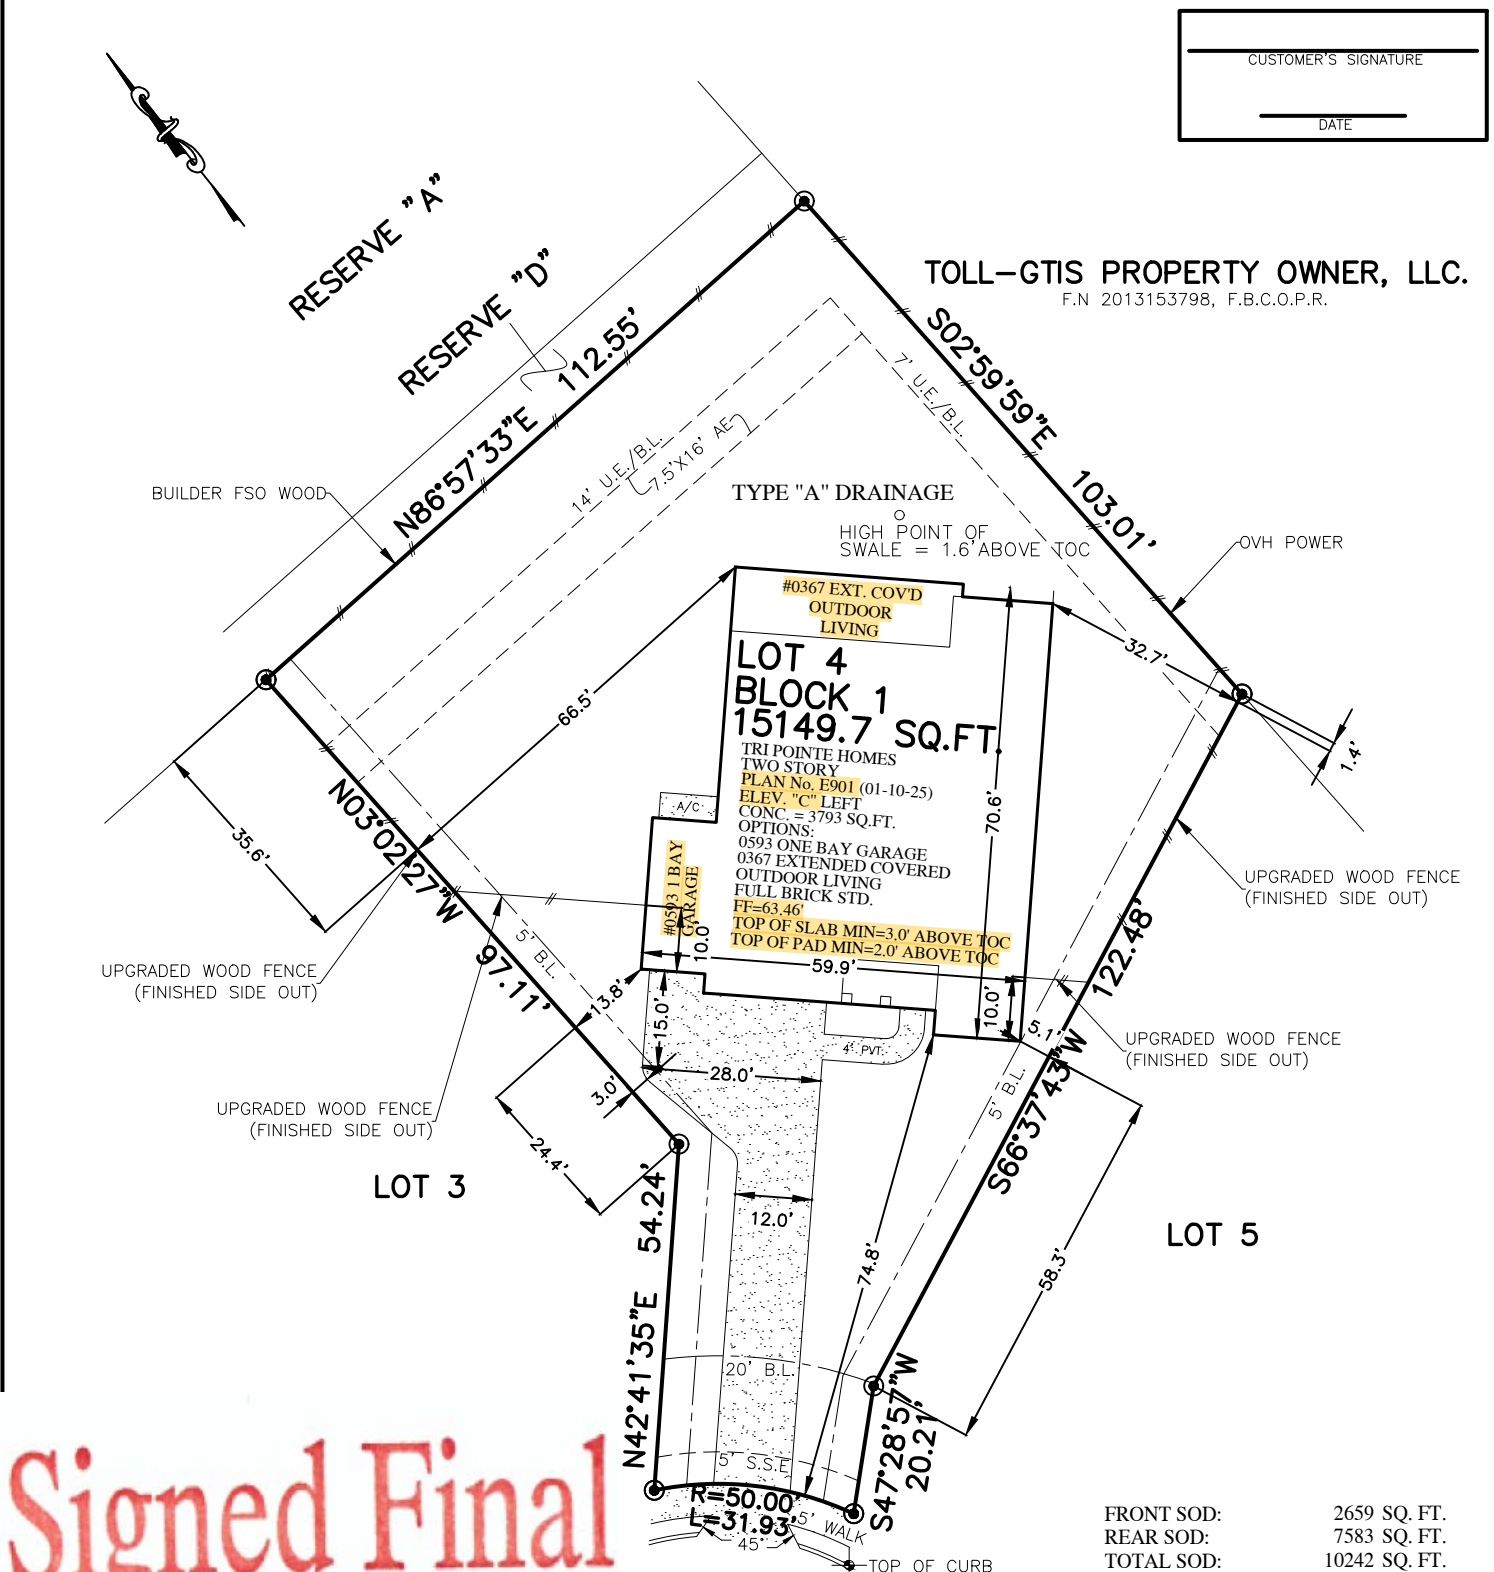 CUSTOMER'S SIGNATURE
DATE
RESERVE "A"
RESERVE "D"
TOLL-GTIS PROPERTY OWNER, LLC.
F.N 2013153798, F.B.C.O.P.R.
N86°57'33"E 112.55'
S02°59'59"E 103.01'
7' U.E./B.L.
14' U.E./B.L.
7.5'X16' AE
BUILDER FSO WOOD
TYPE "A" DRAINAGE
HIGH POINT OF
SWALE = 1.6' ABOVE TOC
OVH POWER
#0367 EXT. COV'D
OUTDOOR
LIVING
32.7'
1.4'
66.5'
LOT 4
BLOCK 1
15149.7 SQ.FT.
TRI POINTE HOMES
TWO STORY
PLAN No. E901 (01-10-25)
ELEV. "C" LEFT
CONC. = 3793 SQ.FT.
OPTIONS:
0593 ONE BAY GARAGE
0367 EXTENDED COVERED
OUTDOOR LIVING
FULL BRICK STD.
FF=63.46'
TOP OF SLAB MIN=3.0' ABOVE TOC
TOP OF PAD MIN=2.0' ABOVE TOC
70.6'
A/C
#0593 1 BAY
GARAGE
10.0'
59.9'
10.0'
35.6'
N03°02'27"W 97.11'
5' B.L.
UPGRADED WOOD FENCE
(FINISHED SIDE OUT)
UPGRADED WOOD FENCE
(FINISHED SIDE OUT)
S66°37'43"W 122.48'
5' B.L.
5.1'
UPGRADED WOOD FENCE
(FINISHED SIDE OUT)
13.8'
15.0'
28.0'
4' PVT.
3.0'
UPGRADED WOOD FENCE
(FINISHED SIDE OUT)
24.4'
LOT 3
N42°41'35"E 54.24'
12.0'
74.8'
58.3'
LOT 5
20' B.L.
S47°28'57"W
20.21'
5' S.S.E
R=50.00'
L=31.93'
5' WALK
45'
TOP OF CURB
Signed Final
FRONT SOD: 2659 SQ. FT.
REAR SOD: 7583 SQ. FT.
TOTAL SOD: 10242 SQ. FT.